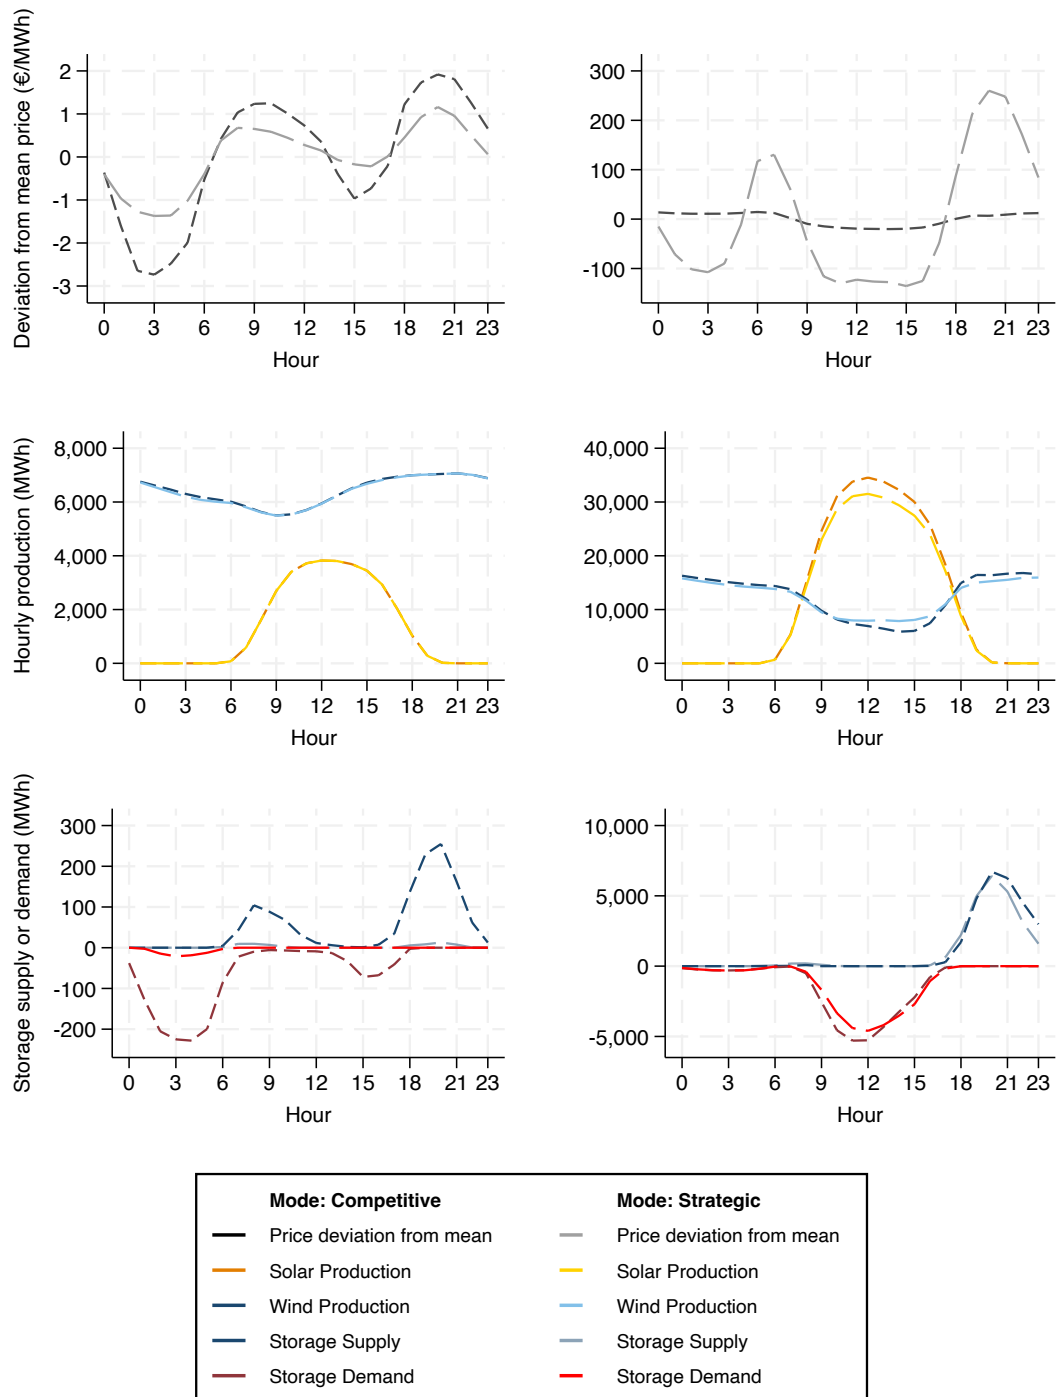 Deviation from mean price (€/MWh)
2
1
0
-1
-2
-3
0 3 6 9 12 15 18 21 23
Hour
300
200
100
0
-100
0 3 6 9 12 15 18 21 23
Hour
Hourly production (MWh)
8,000
6,000
4,000
2,000
0
0 3 6 9 12 15 18 21 23
Hour
40,000
30,000
20,000
10,000
0
0 3 6 9 12 15 18 21 23
Hour
Storage supply or demand (MWh)
300
200
100
0
-100
-200
0 3 6 9 12 15 18 21 23
Hour
10,000
5,000
0
-5,000
0 3 6 9 12 15 18 21 23
Hour
Mode: Competitive
Price deviation from mean
Solar Production
Wind Production
Storage Supply
Storage Demand
Mode: Strategic
Price deviation from mean
Solar Production
Wind Production
Storage Supply
Storage Demand